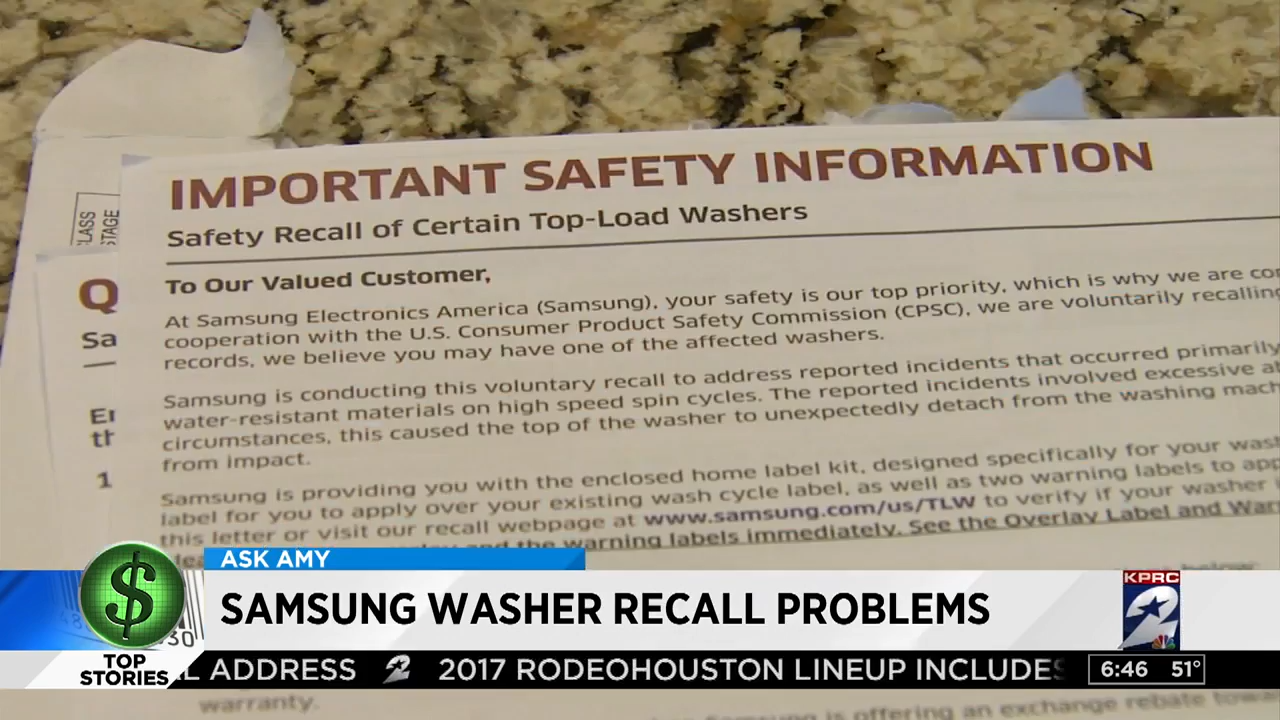 IMPORTANT SAFETY INFORMATION
Safety Recall of Certain Top-Load Washers
To Our Valued Customer,
At Samsung Electronics America (Samsung), your safety is our top priority, which is why we are
cooperation with the U.S. Consumer Product Safety Commission (CPSC), we are voluntarily recalling
records, we believe you may have one of the affected washers.
Samsung is conducting this voluntary recall to address reported incidents that occurred primarily
water-resistant materials on high speed spin cycles. The reported incidents involved excessive
circumstances, this caused the top of the washer to unexpectedly detach from the washing
from impact.
Samsung is providing you with the enclosed home label kit, designed specifically for your
label for you to apply over your existing wash cycle label, as well as two warning labels to
this letter or visit our recall webpage at www.samsung.com/us/TLW to verify if your washer
and the warning labels immediately. See the Overlay Label and
LASS
TAGE
Q
Sa
th
1
ASK AMY
SAMSUNG WASHER RECALL PROBLEMS
KPRC
2
$
TOP
STORIES
ADDRESS 2 2017 RODEOHOUSTON LINEUP INCLUDES
6:46 51°
warranty.
is offering an exchange rebate